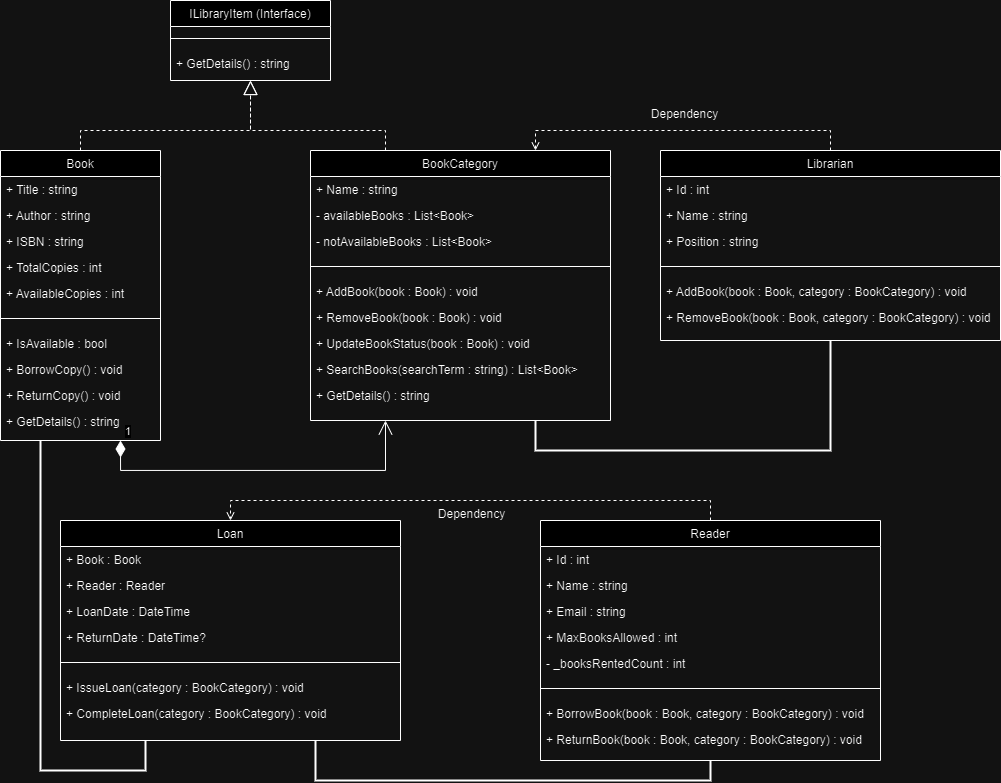 ILibraryItem (Interface)
+ GetDetails() : string
Dependency
Book
+ Title : string
+ Author : string
+ ISBN : string
+ TotalCopies : int
+ AvailableCopies : int
+ IsAvailable : bool
+ BorrowCopy() : void
+ ReturnCopy() : void
+ GetDetails() : string
1
BookCategory
+ Name : string
- availableBooks : List<Book>
- notAvailableBooks : List<Book>
+ AddBook(book : Book) : void
+ RemoveBook(book : Book) : void
+ UpdateBookStatus(book : Book) : void
+ SearchBooks(searchTerm : string) : List<Book>
+ GetDetails() : string
Librarian
+ Id : int
+ Name : string
+ Position : string
+ AddBook(book : Book, category : BookCategory) : void
+ RemoveBook(book : Book, category : BookCategory) : void
Dependency
Loan
+ Book : Book
+ Reader : Reader
+ LoanDate : DateTime
+ ReturnDate : DateTime?
+ IssueLoan(category : BookCategory) : void
+ CompleteLoan(category : BookCategory) : void
Reader
+ Id : int
+ Name : string
+ Email : string
+ MaxBooksAllowed : int
- _booksRentedCount : int
+ BorrowBook(book : Book, category : BookCategory) : void
+ ReturnBook(book : Book, category : BookCategory) : void